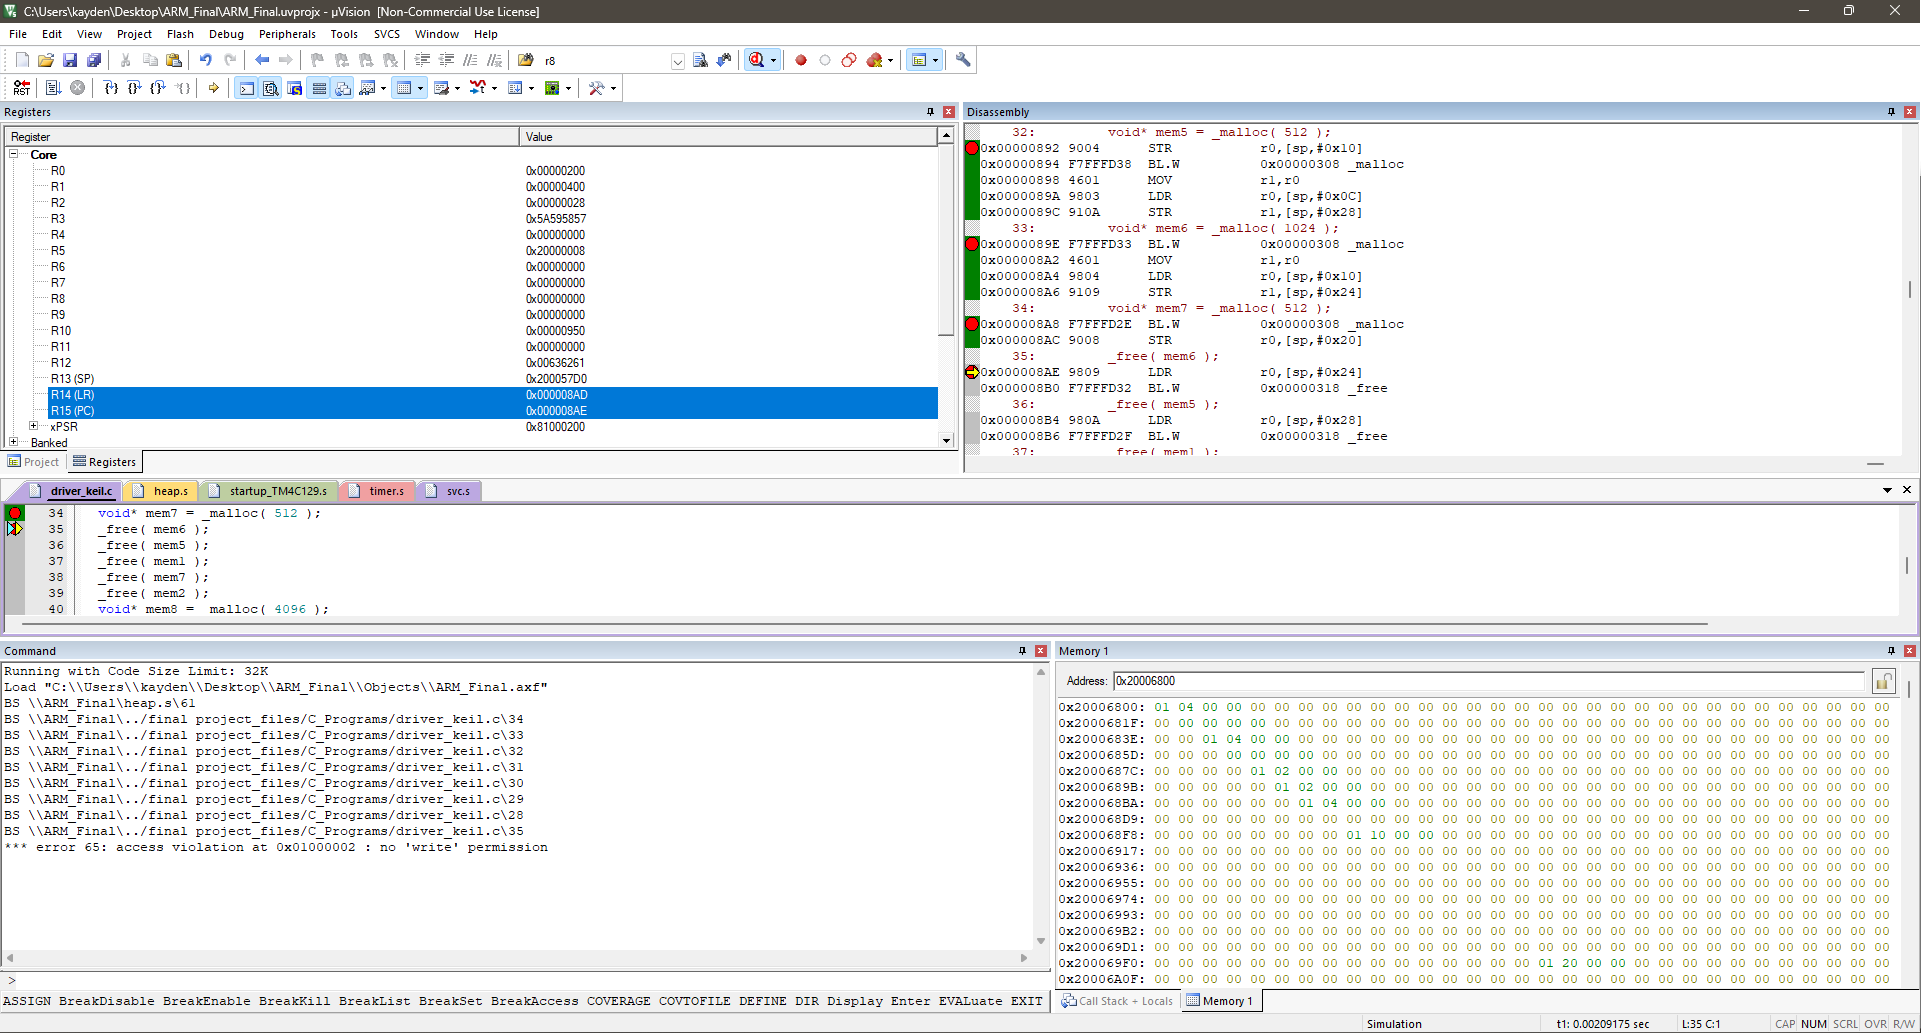 C:\Users\kayden\Desktop\ARM_Final\ARM_Final.uvprojx - µVision  [Non-Commercial Use License]
File Edit View Project Flash Debug Peripherals Tools SVCS Window Help
r8
RST
Registers
Register Value
Core
R0 0x00000200
R1 0x00000400
R2 0x00000028
R3 0x5A595857
R4 0x00000000
R5 0x20000008
R6 0x00000000
R7 0x00000000
R8 0x00000000
R9 0x00000000
R10 0x00000950
R11 0x00000000
R12 0x00636261
R13 (SP) 0x200057D0
R14 (LR) 0x000008AD
R15 (PC) 0x000008AE
xPSR 0x81000200
Banked
Project Registers
Disassembly
32: void* mem5 = _malloc( 512 );
0x00000892 9004 STR r0,[sp,#0x10]
0x00000894 F7FFFD38 BL.W 0x00000308 _malloc
0x00000898 4601 MOV r1,r0
0x0000089A 9803 LDR r0,[sp,#0x0C]
0x0000089C 910A STR r1,[sp,#0x28]
33: void* mem6 = _malloc( 1024 );
0x0000089E F7FFFD33 BL.W 0x00000308 _malloc
0x000008A2 4601 MOV r1,r0
0x000008A4 9804 LDR r0,[sp,#0x10]
0x000008A6 9109 STR r1,[sp,#0x24]
34: void* mem7 = _malloc( 512 );
0x000008A8 F7FFFD2E BL.W 0x00000308 _malloc
0x000008AC 9008 STR r0,[sp,#0x20]
35: _free( mem6 );
0x000008AE 9809 LDR r0,[sp,#0x24]
0x000008B0 F7FFFD32 BL.W 0x00000318 _free
36: _free( mem5 );
0x000008B4 980A LDR r0,[sp,#0x28]
0x000008B6 F7FFFD2F BL.W 0x00000318 _free
37: _free( mem1 );
driver_keil.c heap.s startup_TM4C129.s timer.s svc.s
34 void* mem7 = _malloc( 512 );
35 _free( mem6 );
36 _free( mem5 );
37 _free( mem1 );
38 _free( mem7 );
39 _free( mem2 );
40 void* mem8 = _malloc( 4096 );
Command
Running with Code Size Limit: 32K
Load "C:\\Users\\kayden\\Desktop\\ARM_Final\\Objects\\ARM_Final.axf"
BS \\ARM_Final\heap.s\61
BS \\ARM_Final\../final project_files/C_Programs/driver_keil.c\34
BS \\ARM_Final\../final project_files/C_Programs/driver_keil.c\33
BS \\ARM_Final\../final project_files/C_Programs/driver_keil.c\32
BS \\ARM_Final\../final project_files/C_Programs/driver_keil.c\31
BS \\ARM_Final\../final project_files/C_Programs/driver_keil.c\30
BS \\ARM_Final\../final project_files/C_Programs/driver_keil.c\29
BS \\ARM_Final\../final project_files/C_Programs/driver_keil.c\28
BS \\ARM_Final\../final project_files/C_Programs/driver_keil.c\35
*** error 65: access violation at 0x01000002 : no 'write' permission
>
ASSIGN BreakDisable BreakEnable BreakKill BreakList BreakSet BreakAccess COVERAGE COVTOFILE DEFINE DIR Display Enter EVALuate EXIT
Memory 1
Address: 0x20006800
0x20006800: 01 04 00 00 00 00 00 00 00 00 00 00 00 00 00 00 00 00 00 00 00 00 00 00 00 00 00 00 00 00 00
0x2000681F: 00 00 00 00 00 00 00 00 00 00 00 00 00 00 00 00 00 00 00 00 00 00 00 00 00 00 00 00 00 00 00
0x2000683E: 00 00 01 04 00 00 00 00 00 00 00 00 00 00 00 00 00 00 00 00 00 00 00 00 00 00 00 00 00 00 00
0x2000685D: 00 00 00 00 00 00 00 00 00 00 00 00 00 00 00 00 00 00 00 00 00 00 00 00 00 00 00 00 00 00 00
0x2000687C: 00 00 00 00 01 02 00 00 00 00 00 00 00 00 00 00 00 00 00 00 00 00 00 00 00 00 00 00 00 00 00
0x2000689B: 00 00 00 00 00 01 02 00 00 00 00 00 00 00 00 00 00 00 00 00 00 00 00 00 00 00 00 00 00 00 00
0x200068BA: 00 00 00 00 00 00 01 04 00 00 00 00 00 00 00 00 00 00 00 00 00 00 00 00 00 00 00 00 00 00 00
0x200068D9: 00 00 00 00 00 00 00 00 00 00 00 00 00 00 00 00 00 00 00 00 00 00 00 00 00 00 00 00 00 00 00
0x200068F8: 00 00 00 00 00 00 00 00 01 10 00 00 00 00 00 00 00 00 00 00 00 00 00 00 00 00 00 00 00 00 00
0x20006917: 00 00 00 00 00 00 00 00 00 00 00 00 00 00 00 00 00 00 00 00 00 00 00 00 00 00 00 00 00 00 00
0x20006936: 00 00 00 00 00 00 00 00 00 00 00 00 00 00 00 00 00 00 00 00 00 00 00 00 00 00 00 00 00 00 00
0x20006955: 00 00 00 00 00 00 00 00 00 00 00 00 00 00 00 00 00 00 00 00 00 00 00 00 00 00 00 00 00 00 00
0x20006974: 00 00 00 00 00 00 00 00 00 00 00 00 00 00 00 00 00 00 00 00 00 00 00 00 00 00 00 00 00 00 00
0x20006993: 00 00 00 00 00 00 00 00 00 00 00 00 00 00 00 00 00 00 00 00 00 00 00 00 00 00 00 00 00 00 00
0x200069B2: 00 00 00 00 00 00 00 00 00 00 00 00 00 00 00 00 00 00 00 00 00 00 00 00 00 00 00 00 00 00 00
0x200069D1: 00 00 00 00 00 00 00 00 00 00 00 00 00 00 00 00 00 00 00 00 00 00 00 00 00 00 00 00 00 00 00
0x200069F0: 00 00 00 00 00 00 00 00 00 00 00 00 00 00 00 00 01 20 00 00 00 00 00 00 00 00 00 00 00 00 00
0x20006A0F: 00 00 00 00 00 00 00 00 00 00 00 00 00 00 00 00 00 00 00 00 00 00 00 00 00 00 00 00 00 00 00
Call Stack + Locals Memory 1
Simulation t1: 0.00209175 sec L:35 C:1 CAP NUM SCRL OVR R/W